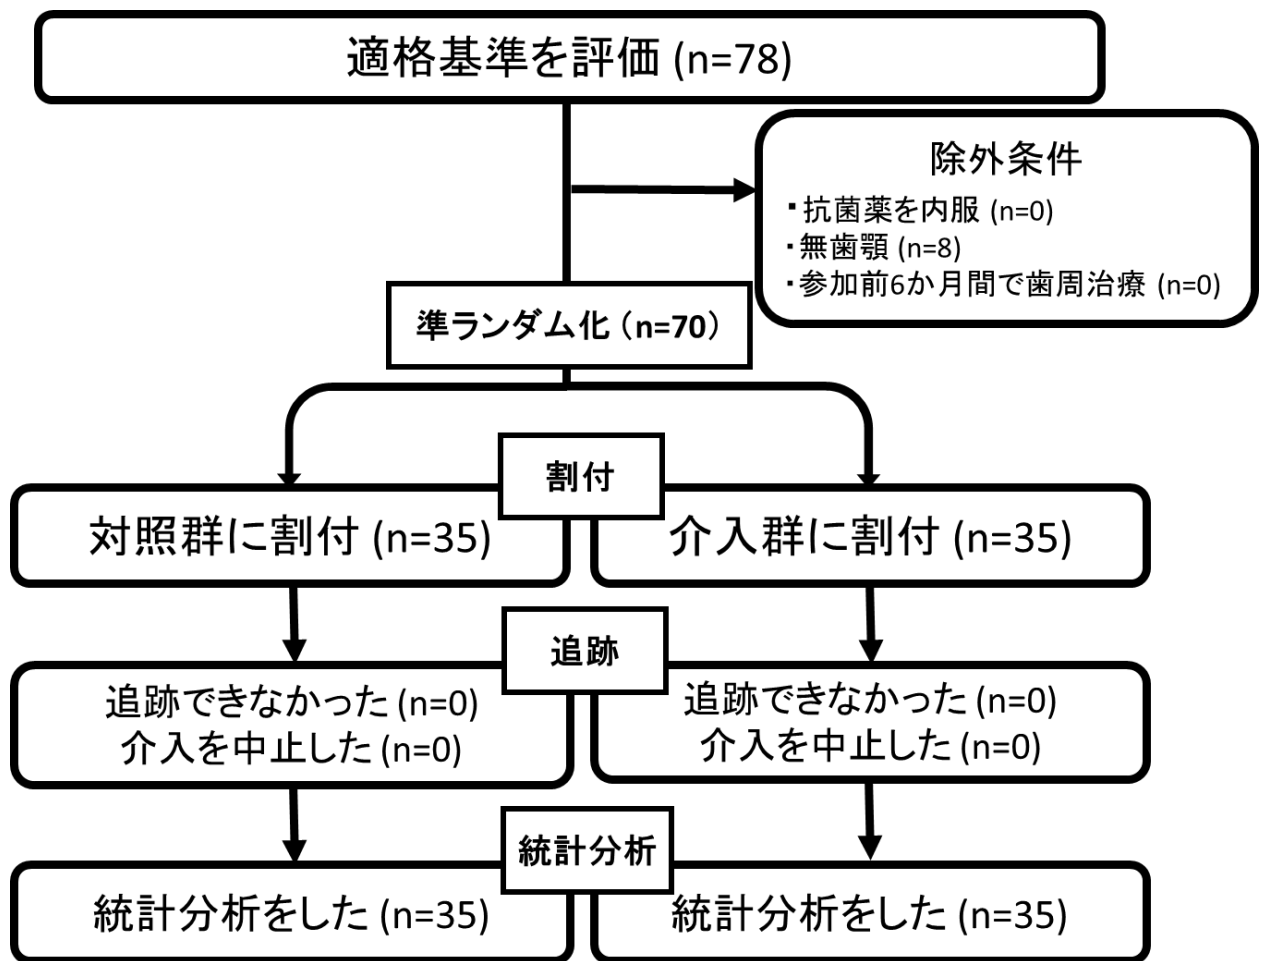 適格基準を評価 (n=78)
除外条件
・抗菌薬を内服 (n=0)
・無歯顎 (n=8)
・参加前6か月間で歯周治療 (n=0)
準ランダム化（n=70）
割付
対照群に割付 (n=35)
介入群に割付 (n=35)
追跡
追跡できなかった (n=0)
介入を中止した (n=0)
追跡できなかった (n=0)
介入を中止した (n=0)
統計分析
統計分析をした (n=35)
統計分析をした (n=35)